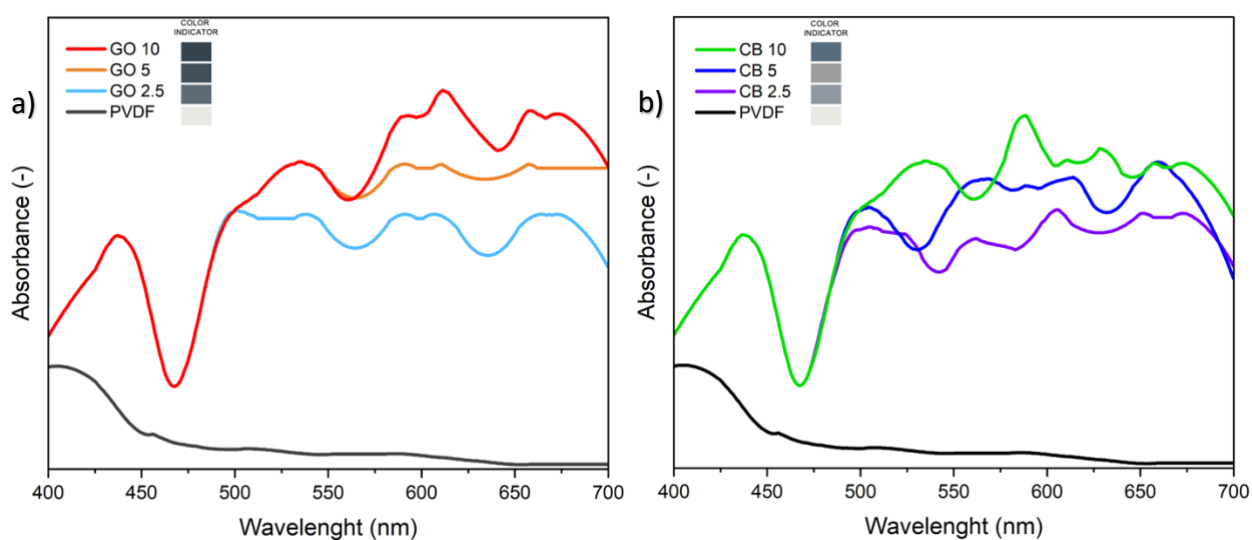 a)
COLOR
INDICATOR
GO 10
GO 5
GO 2.5
PVDF
Absorbance (-)
400 450 500 550 600 650 700
Wavelenght (nm)
b)
COLOR
INDICATOR
CB 10
CB 5
CB 2.5
PVDF
Absorbance (-)
400 450 500 550 600 650 700
Wavelenght (nm)